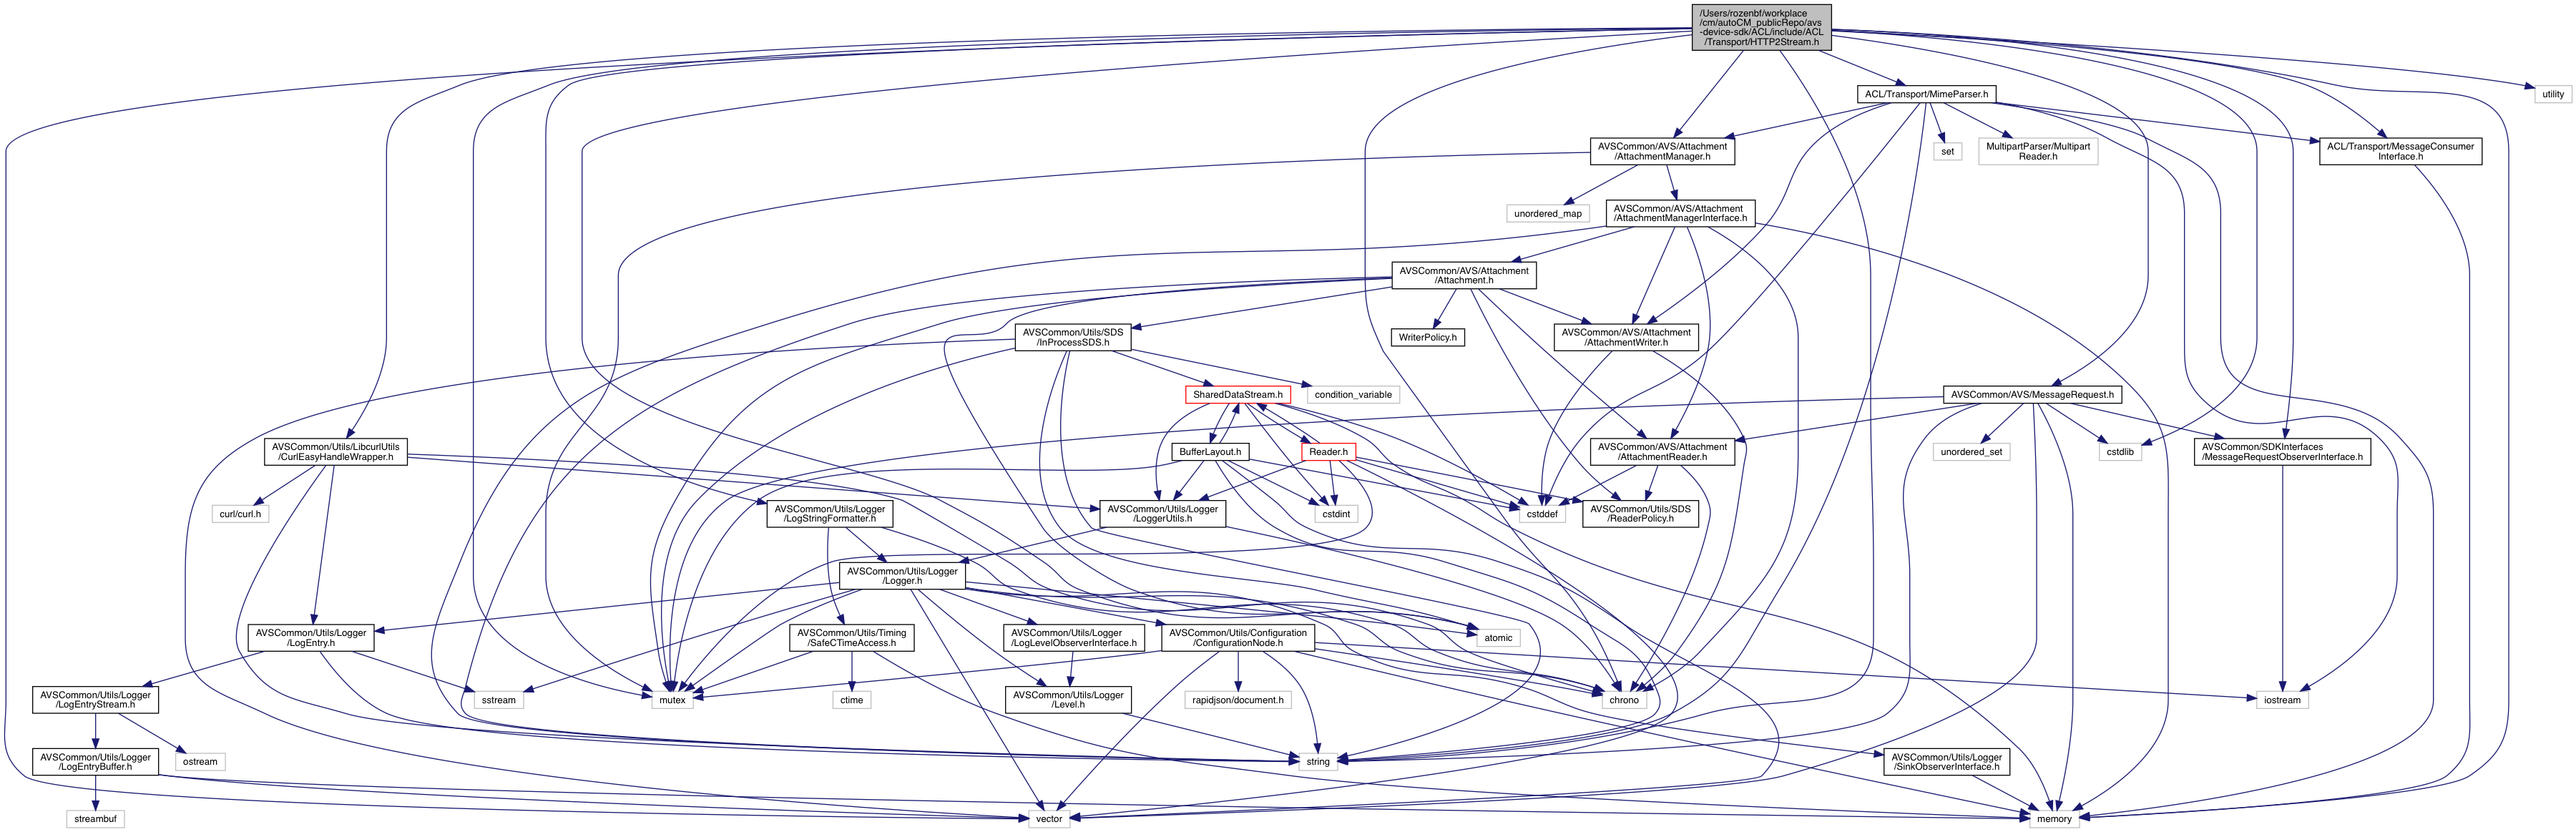 /Users/rozenbf/workplace
/cm/autoCM_publicRepo/avs
-device-sdk/ACL/include/ACL
/Transport/HTTP2Stream.h
ACL/Transport/MimeParser.h
utility
AVSCommon/AVS/Attachment
/AttachmentManager.h
set
MultipartParser/Multipart
Reader.h
ACL/Transport/MessageConsumer
Interface.h
unordered_map
AVSCommon/AVS/Attachment
/AttachmentManagerInterface.h
AVSCommon/AVS/Attachment
/Attachment.h
AVSCommon/Utils/SDS
/InProcessSDS.h
WriterPolicy.h
AVSCommon/AVS/Attachment
/AttachmentWriter.h
SharedDataStream.h
condition_variable
AVSCommon/AVS/MessageRequest.h
AVSCommon/Utils/LibcurlUtils
/CurlEasyHandleWrapper.h
BufferLayout.h
Reader.h
AVSCommon/AVS/Attachment
/AttachmentReader.h
unordered_set
cstdlib
AVSCommon/SDKInterfaces
/MessageRequestObserverInterface.h
curl/curl.h
AVSCommon/Utils/Logger
/LogStringFormatter.h
AVSCommon/Utils/Logger
/LoggerUtils.h
cstdint
cstddef
AVSCommon/Utils/SDS
/ReaderPolicy.h
AVSCommon/Utils/Logger
/Logger.h
AVSCommon/Utils/Logger
/LogEntry.h
AVSCommon/Utils/Timing
/SafeCTimeAccess.h
AVSCommon/Utils/Logger
/LogLevelObserverInterface.h
AVSCommon/Utils/Configuration
/ConfigurationNode.h
atomic
AVSCommon/Utils/Logger
/LogEntryStream.h
sstream
mutex
ctime
AVSCommon/Utils/Logger
/Level.h
rapidjson/document.h
chrono
iostream
AVSCommon/Utils/Logger
/LogEntryBuffer.h
ostream
string
AVSCommon/Utils/Logger
/SinkObserverInterface.h
streambuf
vector
memory